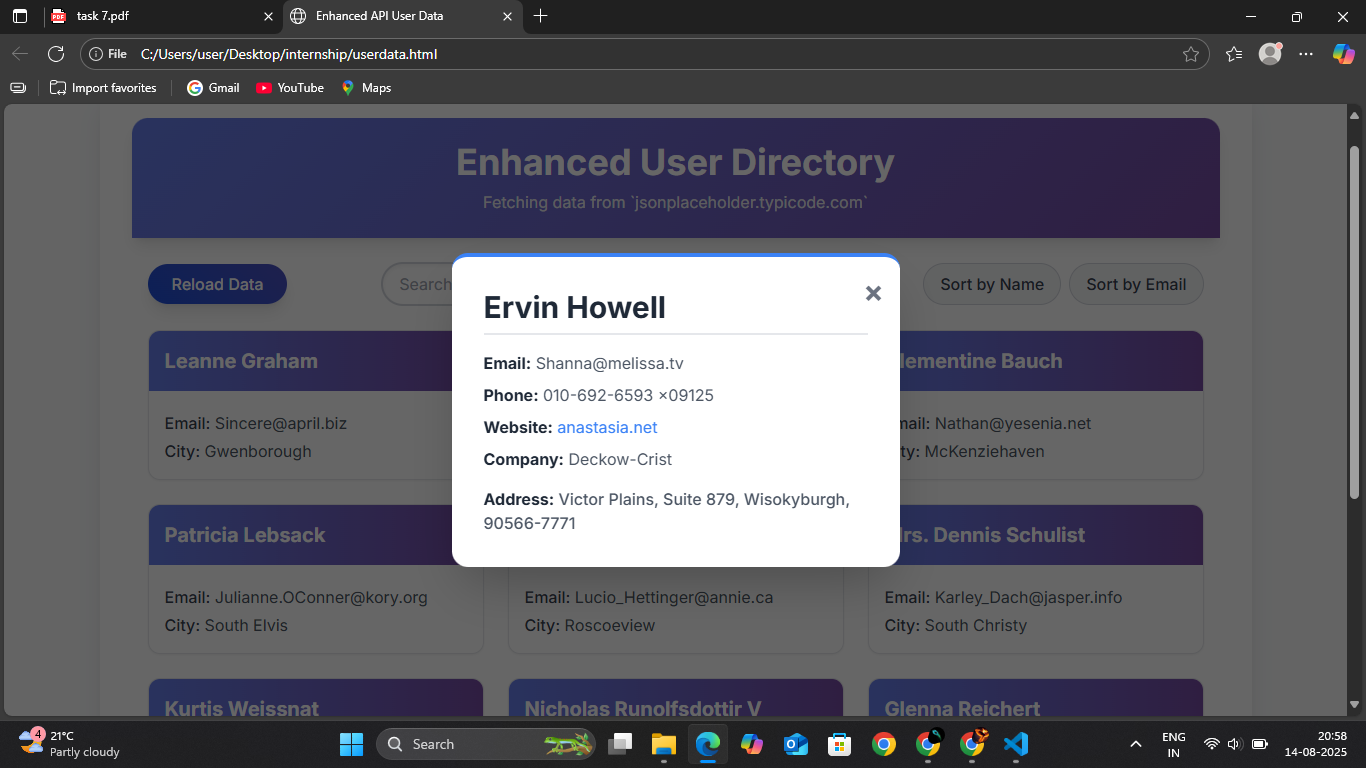 task 7.pdf
Enhanced API User Data
File
C:/Users/user/Desktop/internship/userdata.html
Import favorites
Gmail
YouTube
Maps
Enhanced User Directory
Fetching data from `jsonplaceholder.typicode.com`
Reload Data
Search
Sort by Name
Sort by Email
Ervin Howell
Email: Shanna@melissa.tv
Phone: 010-692-6593 x09125
Website: anastasia.net
Company: Deckow-Crist
Address: Victor Plains, Suite 879, Wisokyburgh,
90566-7771
Leanne Graham
Email: Sincere@april.biz
City: Gwenborough
lementine Bauch
mail: Nathan@yesenia.net
ty: McKenziehaven
Patricia Lebsack
Email: Julianne.OConner@kory.org
City: South Elvis
Email: Lucio_Hettinger@annie.ca
City: Roscoeview
rs. Dennis Schulist
Email: Karley_Dach@jasper.info
City: South Christy
Kurtis Weissnat
Nicholas Runolfsdottir V
Glenna Reichert
4
21°C
Partly cloudy
Search
ENG
IN
20:58
14-08-2025